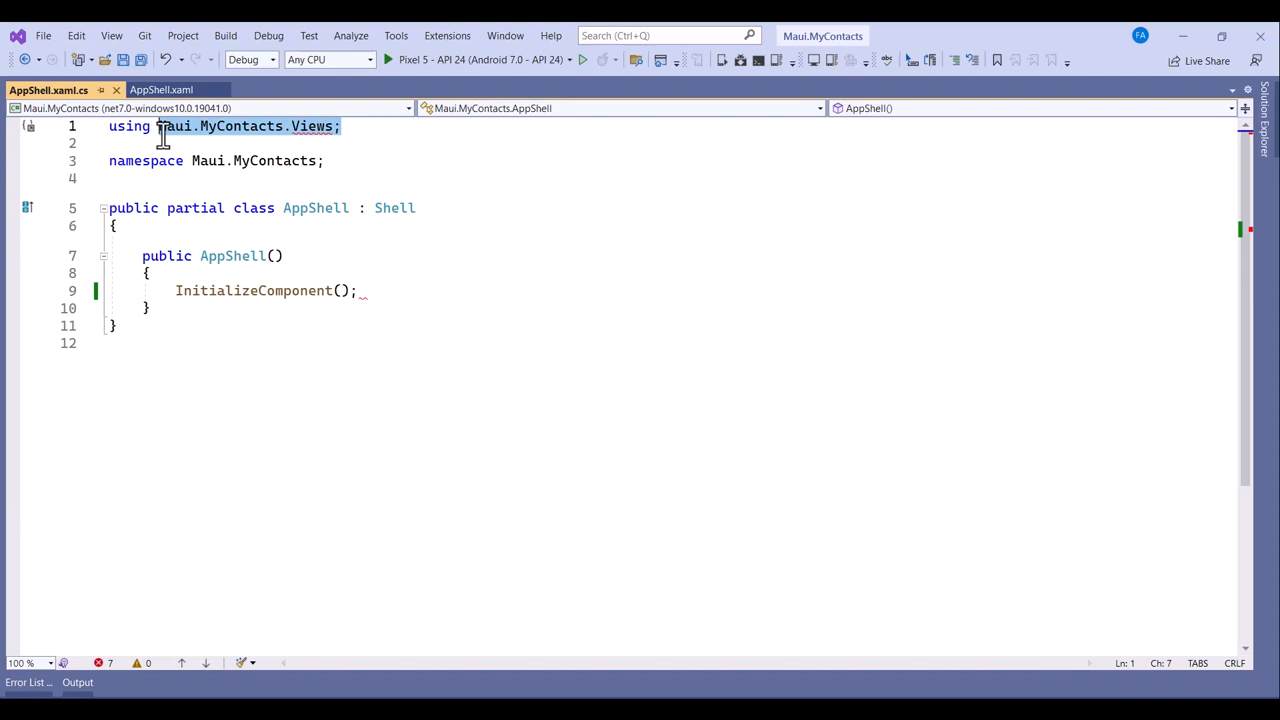 File Edit View Git Project Build Debug Test Analyze Tools Extensions Window Help Search (Ctrl+Q) Maui.MyContacts FA
Debug Any CPU Pixel 5 - API 24 (Android 7.0 - API 24) Live Share
AppShell.xaml.cs AppShell.xaml
Maui.MyContacts (net7.0-windows10.0.19041.0) Maui.MyContacts.AppShell AppShell()
Solution Explorer
1 using Maui.MyContacts.Views;
2
3 namespace Maui.MyContacts;
4
5 public partial class AppShell : Shell
6 {
7 public AppShell()
8 {
9 InitializeComponent();
10 }
11 }
12
100 % 7 0 Ln: 1 Ch: 7 TABS CRLF
Error List ... Output